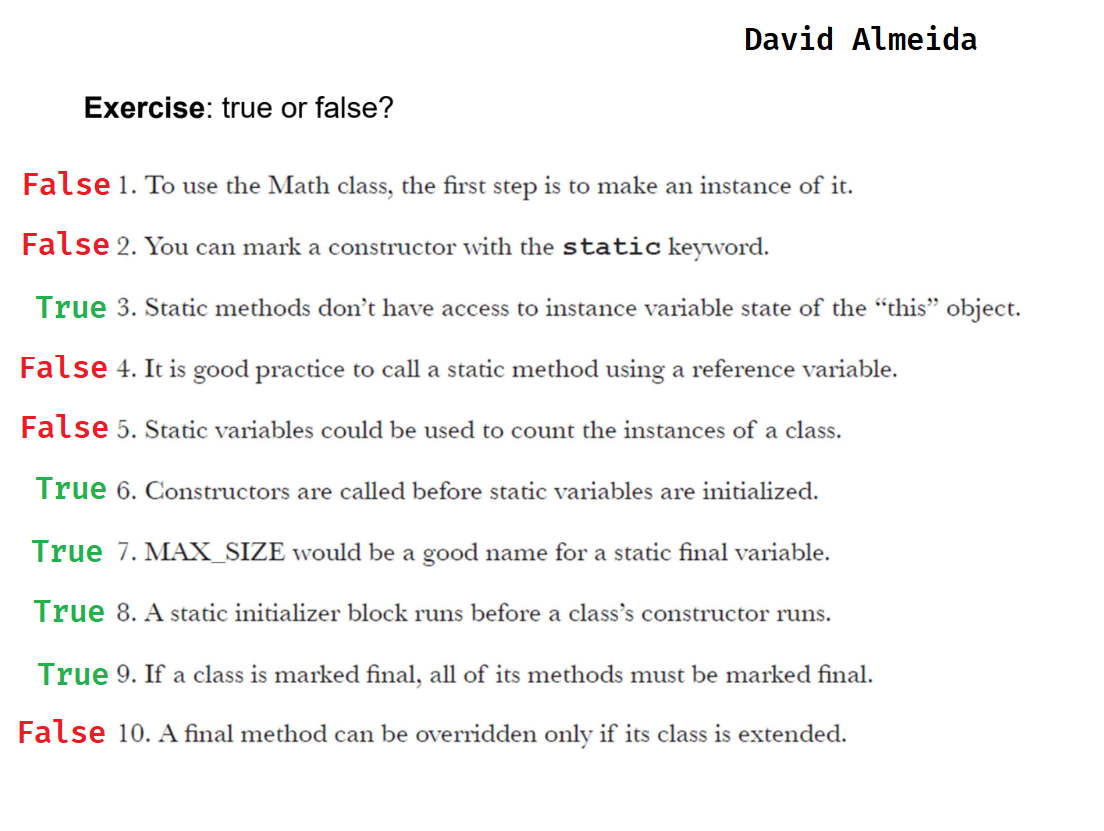 David Almeida
Exercise: true or false?
False 1. To use the Math class, the first step is to make an instance of it.
False 2. You can mark a constructor with the static keyword.
True 3. Static methods don’t have access to instance variable state of the “this” object.
False 4. It is good practice to call a static method using a reference variable.
False 5. Static variables could be used to count the instances of a class.
True 6. Constructors are called before static variables are initialized.
True 7. MAX_SIZE would be a good name for a static final variable.
True 8. A static initializer block runs before a class’s constructor runs.
True 9. If a class is marked final, all of its methods must be marked final.
False 10. A final method can be overridden only if its class is extended.